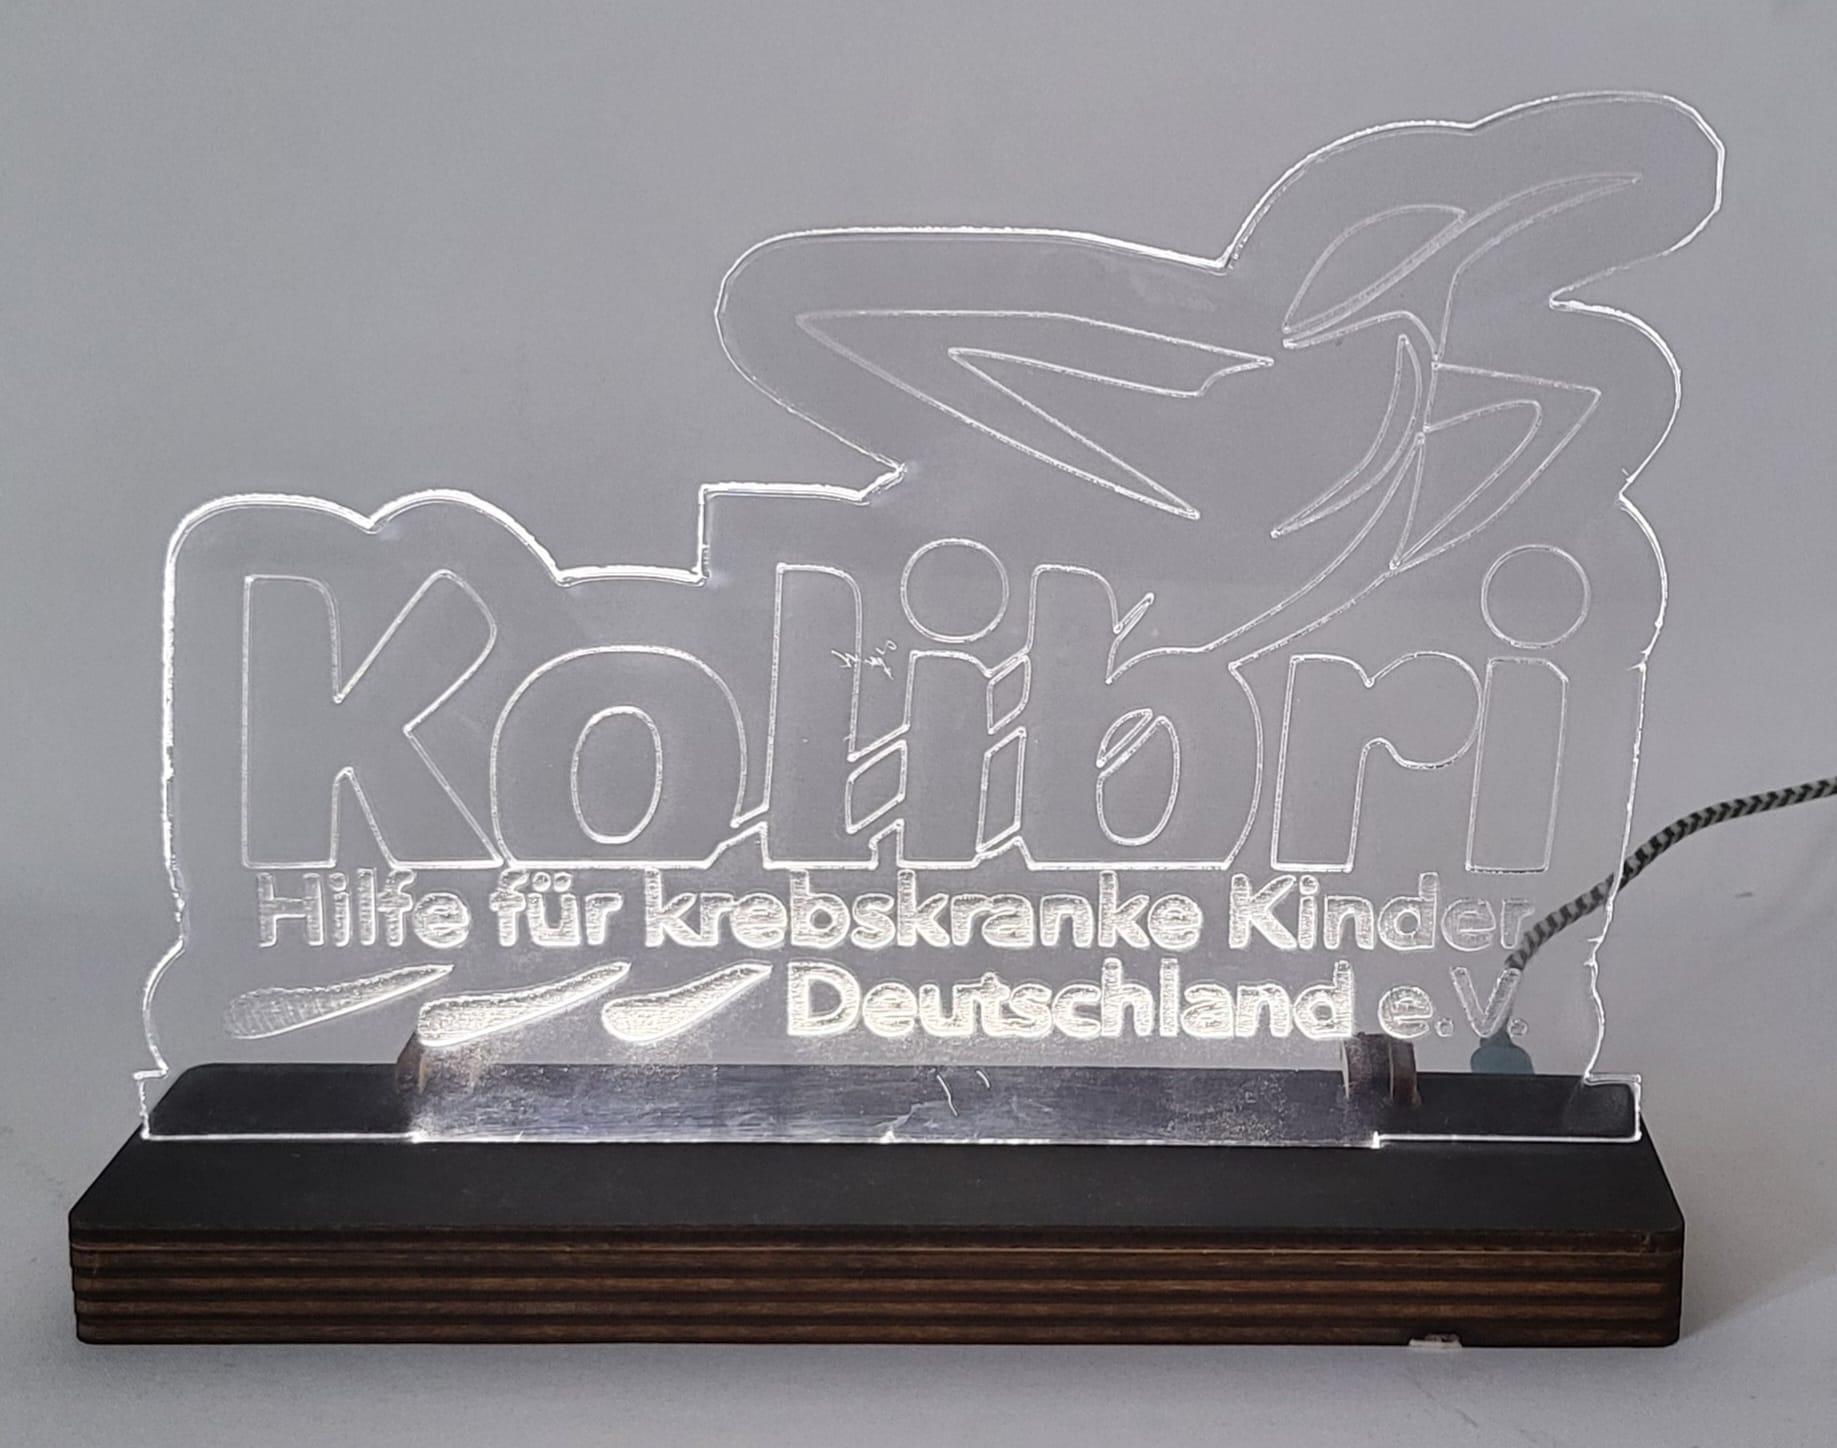 Kolibri
Hilfe für krebskranke Kinder
Deutschland e.V.